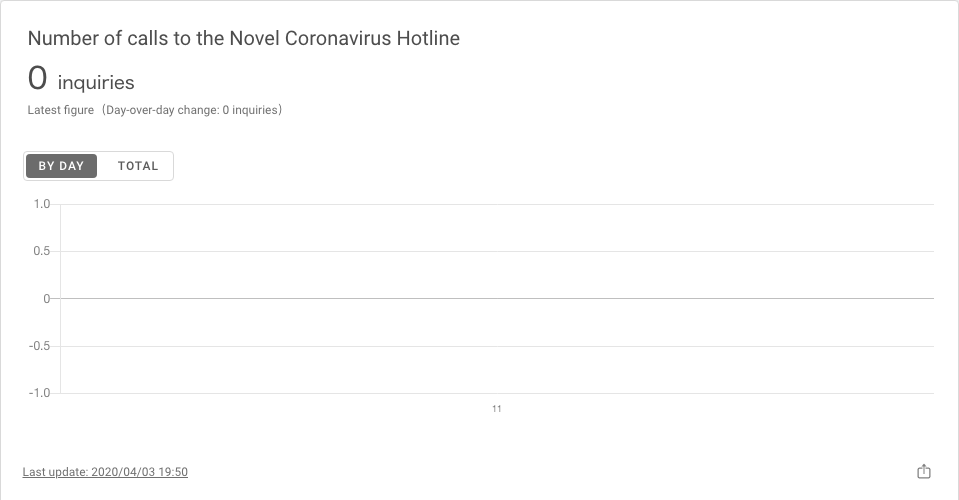 Number of calls to the Novel Coronavirus Hotline
0 inquiries
Latest figure（Day-over-day change: 0 inquiries）
BY DAY TOTAL
1.0
0.5
0
-0.5
-1.0
11
Last update: 2020/04/03 19:50